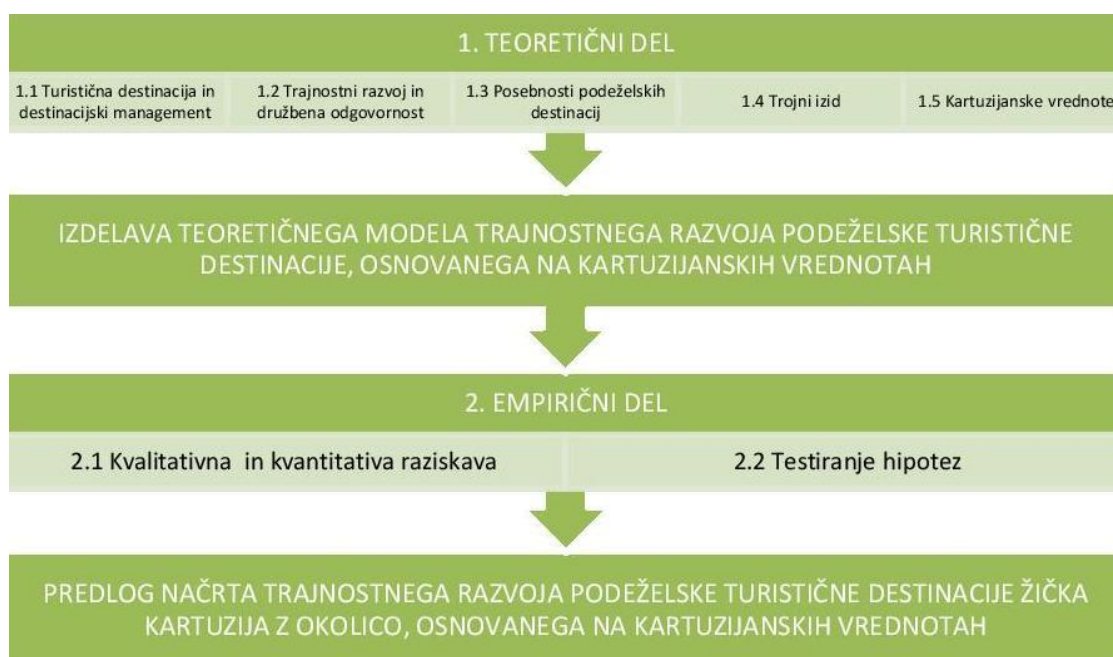 1. TEORETIČNI DEL
1.1 Turistična destinacija in
destinacijski management
1.2 Trajnostni razvoj in
družbena odgovornost
1.3 Posebnosti podeželskih
destinacij
1.4 Trojni izid
1.5 Kartuzijanske vrednote
IZDELAVA TEORETIČNEGA MODELA TRAJNOSTNEGA RAZVOJA PODEŽELSKE TURISTIČNE
DESTINACIJE, OSNOVANEGA NA KARTUZIJANSKIH VREDNOTAH
2. EMPIRIČNI DEL
2.1 Kvalitativna in kvantitativa raziskava
2.2 Testiranje hipotez
PREDLOG NAČRTA TRAJNOSTNEGA RAZVOJA PODEŽELSKE TURISTIČNE DESTINACIJE ŽIČKA
KARTUZIJA Z OKOLICO, OSNOVANEGA NA KARTUZIJANSKIH VREDNOTAH